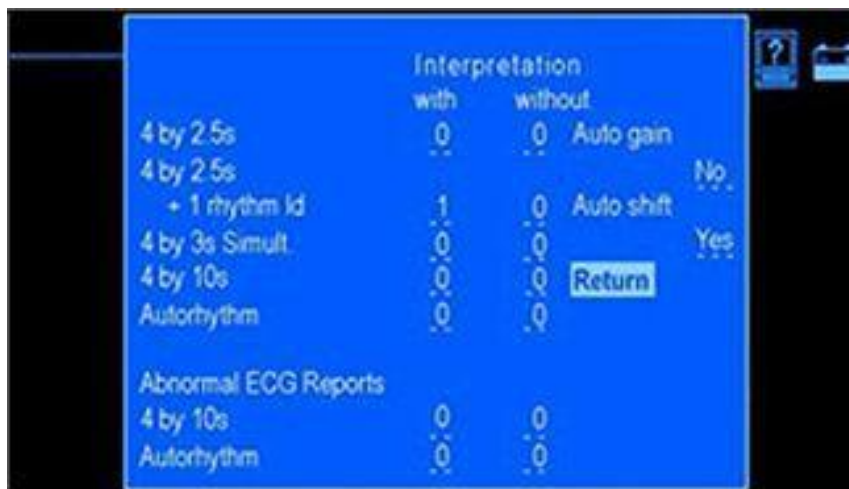 ?
Interpretation
with without
4 by 2.5s 0 0 Auto gain
4 by 2.5s No
+ 1 rhythm ld 1 0 Auto shift
4 by 3s Simult. 0 0 Yes
4 by 10s 0 0 Return
Autorhythm 0 0
Abnormal ECG Reports
4 by 10s 0 0
Autorhythm 0 0